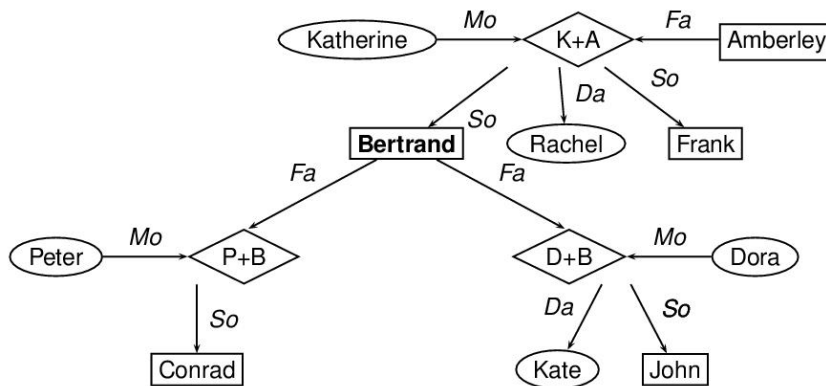 Katherine Mo K+A Fa Amberley
So Da So
Bertrand Rachel Frank
Fa Fa
Peter Mo P+B D+B Mo Dora
So Da So
Conrad Kate John